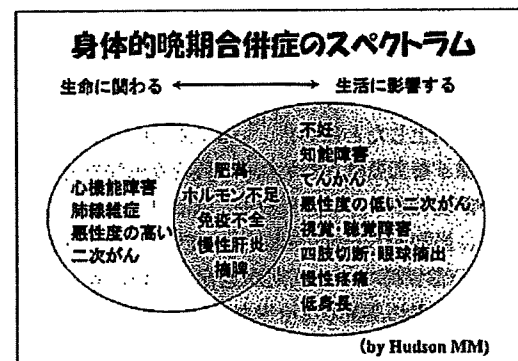 身体的晩期合併症のスペクトラム
生命に関わる ←→ 生活に影響する
心機能障害
肺線維症
悪性度の高い
二次がん
肥満
ホルモン不足
免疫不全
慢性肝炎
摘脾
不妊
知能障害
てんかん
悪性度の低い二次がん
視覚・聴覚障害
四肢切断・眼球摘出
慢性疼痛
低身長
(by Hudson MM)